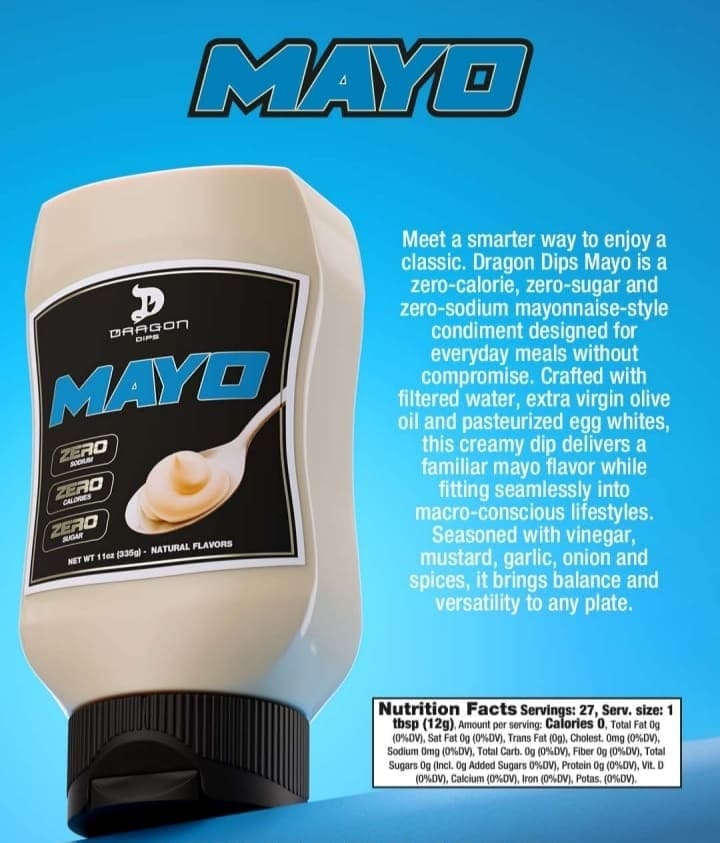 MAYO
Meet a smarter way to enjoy a
classic. Dragon Dips Mayo is a
zero-calorie, zero-sugar and
zero-sodium mayonnaise-style
condiment designed for
everyday meals without
compromise. Crafted with
filtered water, extra virgin olive
oil and pasteurized egg whites,
this creamy dip delivers a
familiar mayo flavor while
fitting seamlessly into
macro-conscious lifestyles.
Seasoned with vinegar,
mustard, garlic, onion and
spices, it brings balance and
versatility to any plate.
DRAGON
DIPS
MAYO
ZERO
SODIUM
ZERO
CALORIES
ZERO
SUGAR
NET WT 11oz (335g) - NATURAL FLAVORS
Nutrition Facts Servings: 27, Serv. size: 1
tbsp (12g), Amount per serving: Calories 0, Total Fat 0g
(0%DV), Sat Fat 0g (0%DV), Trans Fat (0g), Cholest. 0mg (0%DV),
Sodium 0mg (0%DV), Total Carb. 0g (0%DV), Fiber 0g (0%DV), Total
Sugars 0g (Incl. 0g Added Sugars 0%DV), Protein 0g (0%DV), Vit. D
(0%DV), Calcium (0%DV), Iron (0%DV), Potas. (0%DV).